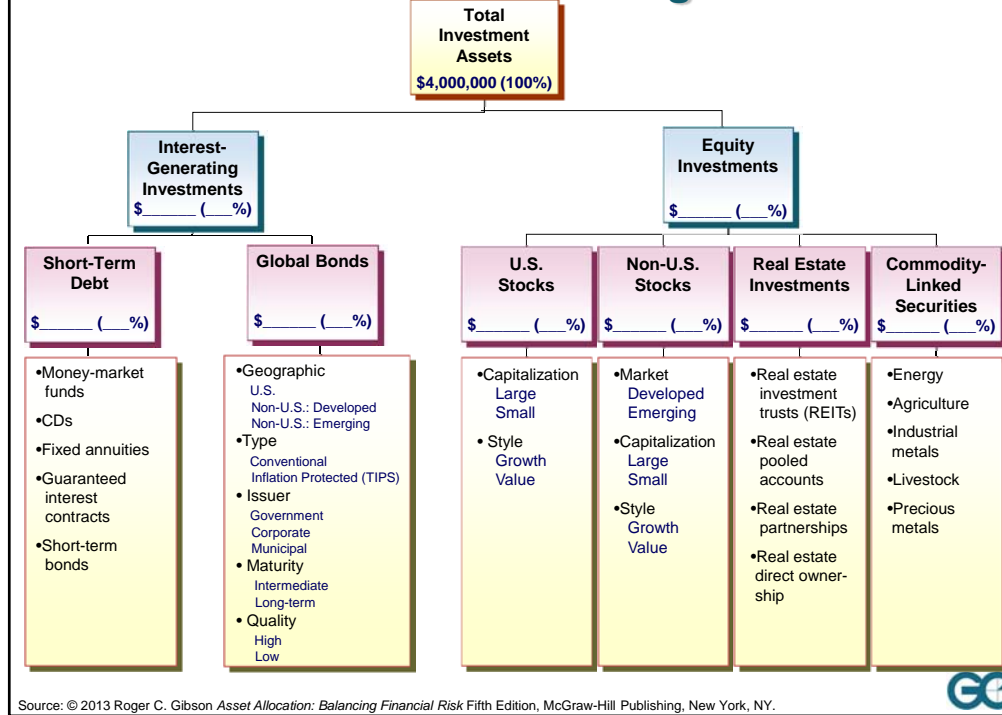 Total
Investment
Assets
$4,000,000 (100%)
Interest-
Generating
Investments
$______ (___%)
Equity
Investments
$______ (___%)
Short-Term
Debt
$______ (___%)
Global Bonds
$______ (___%)
U.S.
Stocks
$______ (___%)
Non-U.S.
Stocks
$______ (___%)
Real Estate
Investments
$______ (___%)
Commodity-
Linked
Securities
$______ (___%)
•Money-market
funds
•CDs
•Fixed annuities
•Guaranteed
interest
contracts
•Short-term
bonds
•Geographic
U.S.
Non-U.S.: Developed
Non-U.S.: Emerging
•Type
Conventional
Inflation Protected (TIPS)
• Issuer
Government
Corporate
Municipal
• Maturity
Intermediate
Long-term
• Quality
High
Low
•Capitalization
Large
Small
• Style
Growth
Value
•Market
Developed
Emerging
•Capitalization
Large
Small
•Style
Growth
Value
•Real estate
investment
trusts (REITs)
•Real estate
pooled
accounts
•Real estate
partnerships
•Real estate
direct owner-
ship
•Energy
•Agriculture
•Industrial
metals
•Livestock
•Precious
metals
Source: © 2013 Roger C. Gibson Asset Allocation: Balancing Financial Risk Fifth Edition, McGraw-Hill Publishing, New York, NY.